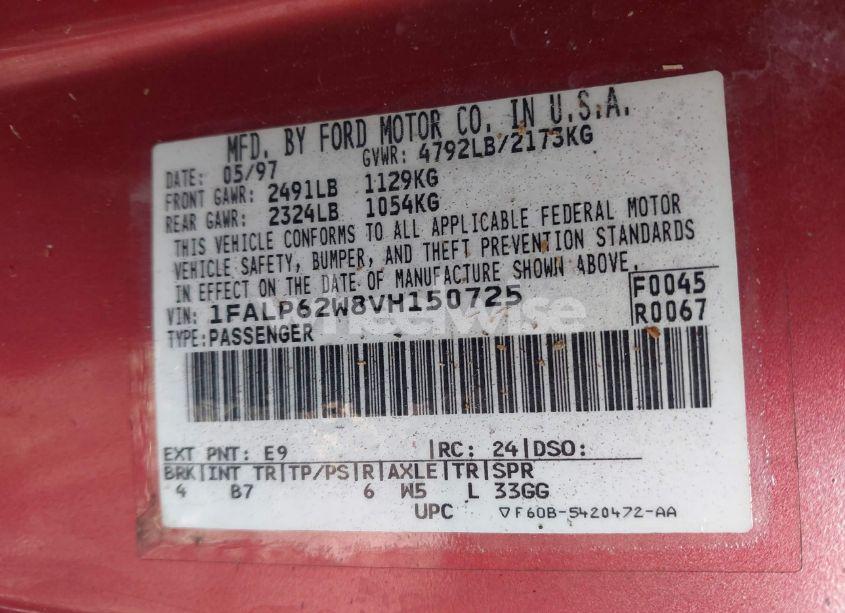 MFD. BY FORD MOTOR CO. IN U.S.A.
DATE: 05/97 GVWR: 4792LB/2173KG
FRONT GAWR: 2491LB 1129KG
REAR GAWR: 2324LB 1054KG
THIS VEHICLE CONFORMS TO ALL APPLICABLE FEDERAL MOTOR
VEHICLE SAFETY, BUMPER, AND THEFT PREVENTION STANDARDS
IN EFFECT ON THE DATE OF MANUFACTURE SHOWN ABOVE.
VIN: 1FALP62W8VH150725 F0045
TYPE: PASSENGER R0067
EXT PNT: E9 |RC: 24|DSO:
BRK|INT TR|TP/PS|R|AXLE|TR|SPR
4 B7 6 W5 L 33GG
UPC ▽F60B-5420472-AA